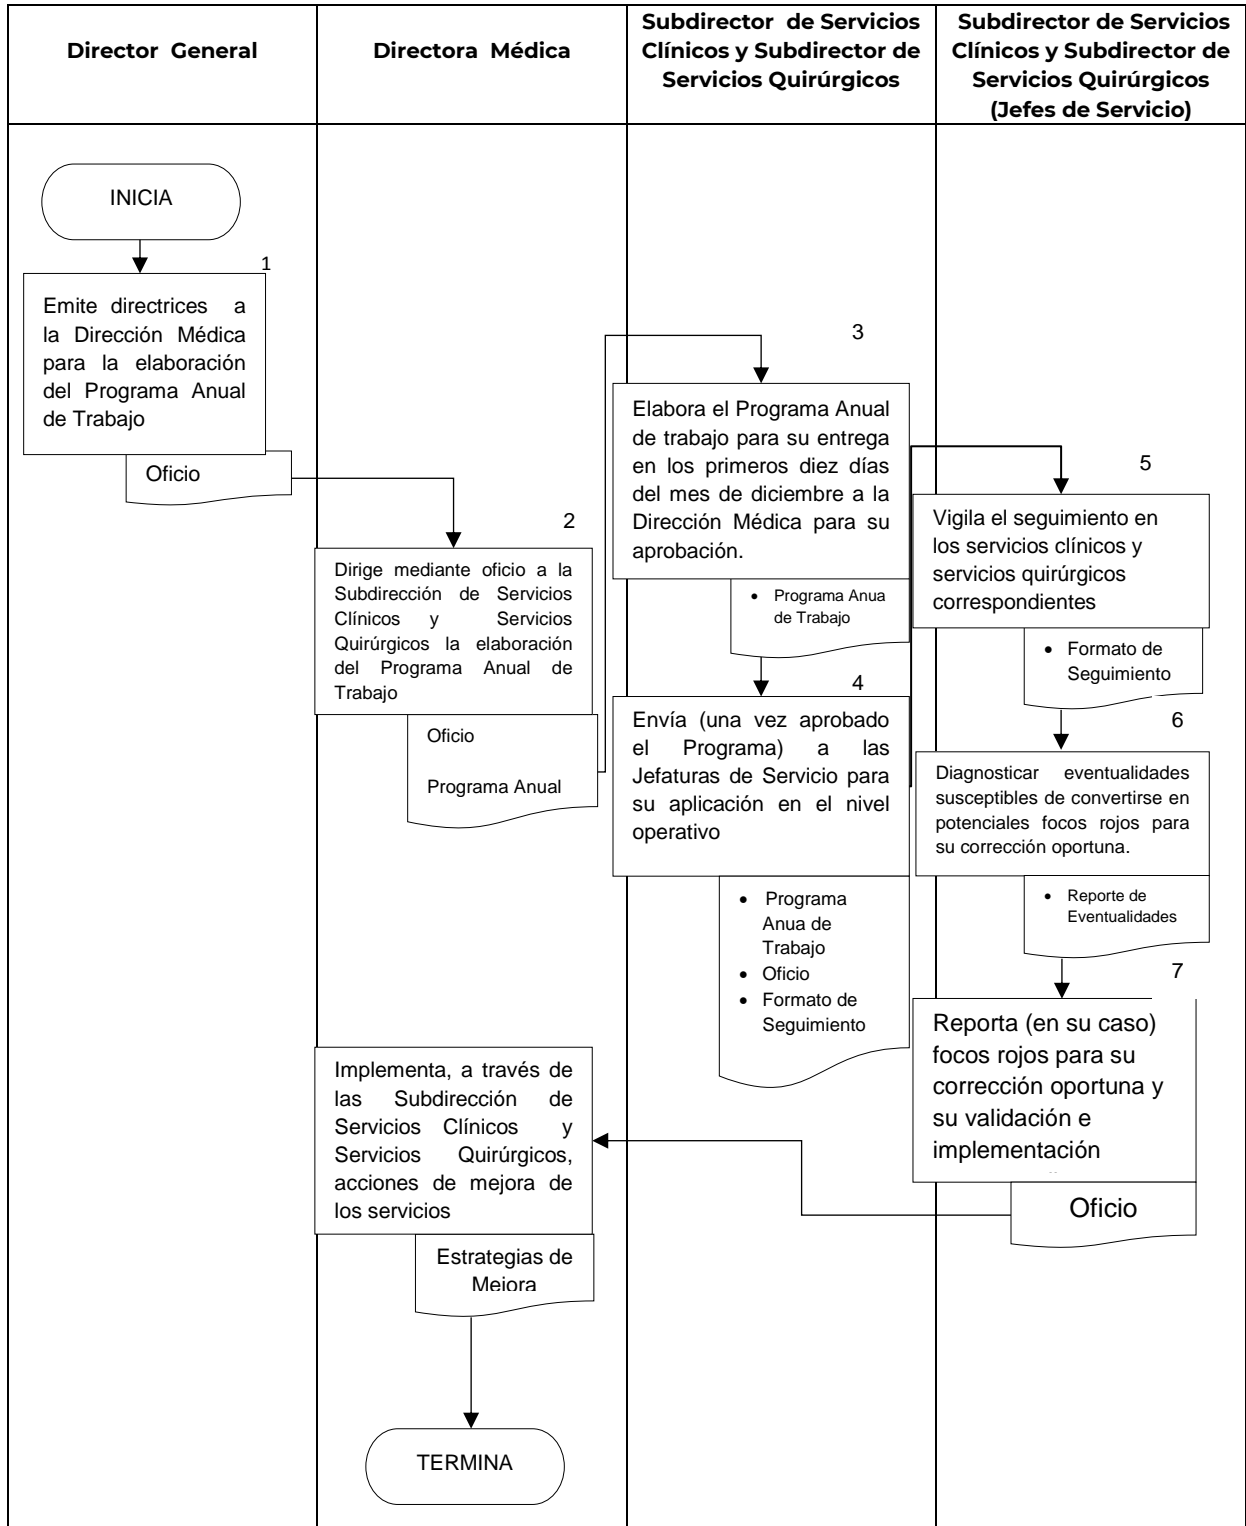 Director General
Directora Médica
Subdirector de Servicios
Clínicos y Subdirector de
Servicios Quirúrgicos
Subdirector de Servicios
Clínicos y Subdirector de
Servicios Quirúrgicos
(Jefes de Servicio)
INICIA
1
Emite directrices a
la Dirección Médica
para la elaboración
del Programa Anual
de Trabajo
Oficio
2
Dirige mediante oficio a la
Subdirección de Servicios
Clínicos y Servicios
Quirúrgicos la elaboración
del Programa Anual de
Trabajo
Oficio
Programa Anual
3
Elabora el Programa Anual
de trabajo para su entrega
en los primeros diez días
del mes de diciembre a la
Dirección Médica para su
aprobación.
• Programa Anua
de Trabajo
4
Envía (una vez aprobado
el Programa) a las
Jefaturas de Servicio para
su aplicación en el nivel
operativo
• Programa
Anua de
Trabajo
• Oficio
• Formato de
Seguimiento
5
Vigila el seguimiento en
los servicios clínicos y
servicios quirúrgicos
correspondientes
• Formato de
Seguimiento
6
Diagnosticar eventualidades
susceptibles de convertirse en
potenciales focos rojos para
su corrección oportuna.
• Reporte de
Eventualidades
7
Reporta (en su caso)
focos rojos para su
corrección oportuna y
su validación e
implementación
Oficio
Implementa, a través de
las Subdirección de
Servicios Clínicos y
Servicios Quirúrgicos,
acciones de mejora de
los servicios
Estrategias de
Mejora
TERMINA